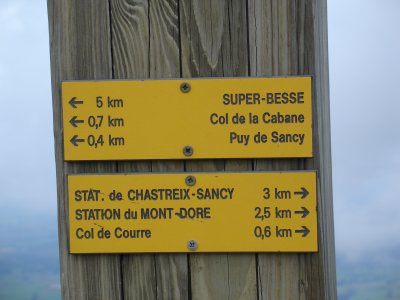 ← 5 km SUPER-BESSE
← 0,7 km Col de la Cabane
← 0,4 km Puy de Sancy
STAT. de CHASTREIX-SANCY 3 km →
STATION du MONT-DORE 2,5 km →
Col de Courre 0,6 km →